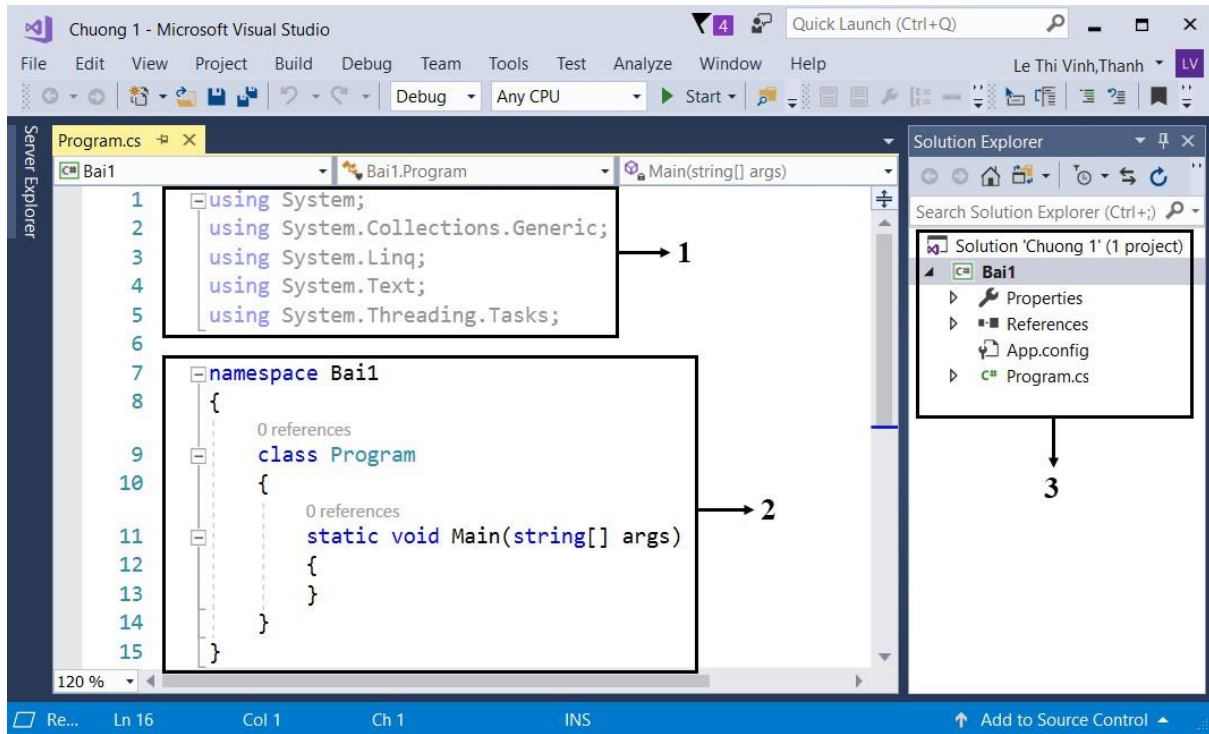 Chuong 1 - Microsoft Visual Studio
4
Quick Launch (Ctrl+Q)
File Edit View Project Build Debug Team Tools Test Analyze Window Help
Le Thi Vinh,Thanh LV
Debug Any CPU Start
Server Explorer
Program.cs
C# Bai1
Bai1.Program
Main(string[] args)
1 using System;
2 using System.Collections.Generic;
3 using System.Linq;
4 using System.Text;
5 using System.Threading.Tasks;
6
1
7 namespace Bai1
8 {
0 references
9 class Program
10 {
0 references
11 static void Main(string[] args)
12 {
13 }
14 }
15 }
2
120 %
Solution Explorer
Search Solution Explorer (Ctrl+;)
Solution 'Chuong 1' (1 project)
C# Bai1
Properties
References
App.config
C# Program.cs
3
Re... Ln 16 Col 1 Ch 1 INS
Add to Source Control